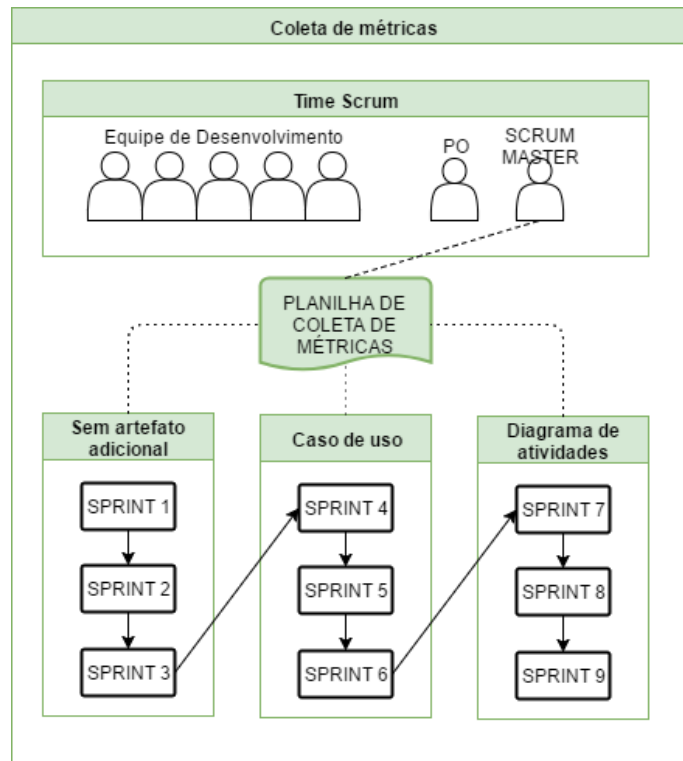 Coleta de métricas
Time Scrum
Equipe de Desenvolvimento
PO
SCRUM
MASTER
PLANILHA DE
COLETA DE
MÉTRICAS
Sem artefato
adicional
SPRINT 1
SPRINT 2
SPRINT 3
Caso de uso
SPRINT 4
SPRINT 5
SPRINT 6
Diagrama de
atividades
SPRINT 7
SPRINT 8
SPRINT 9